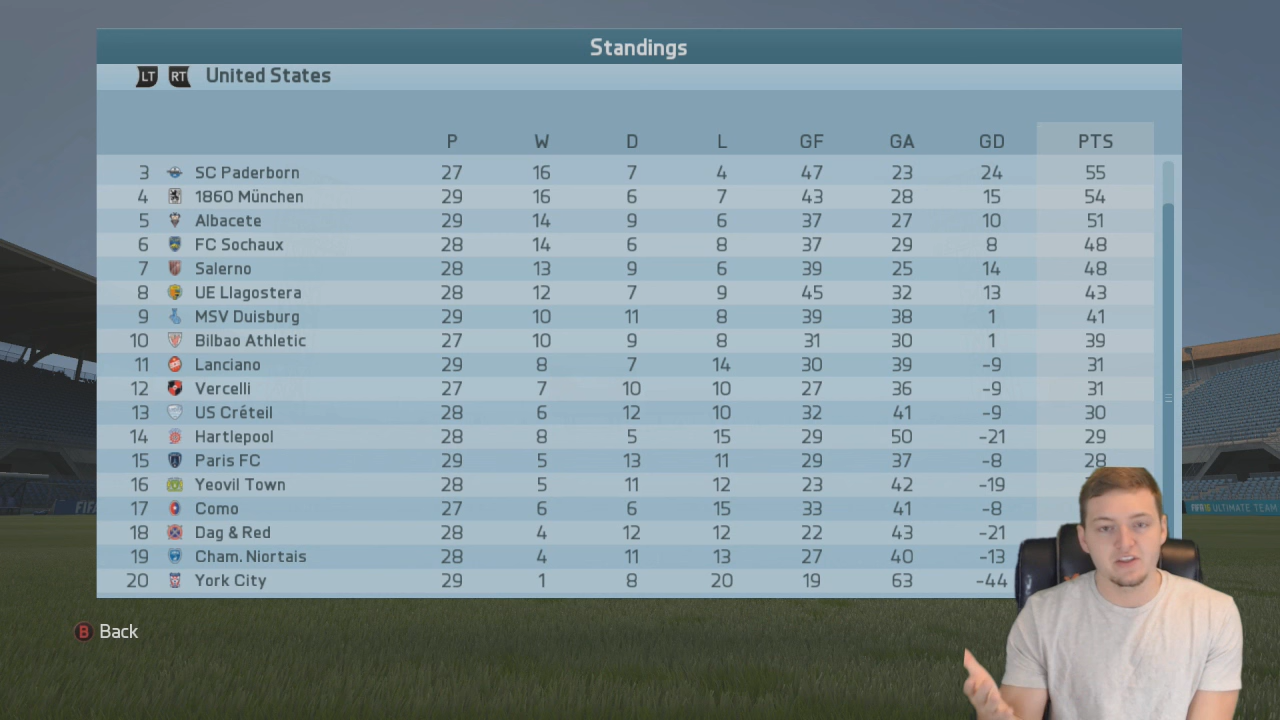 Standings
LT RT United States
P W D L GF GA GD PTS
3 SC Paderborn 27 16 7 4 47 23 24 55
4 1860 München 29 16 6 7 43 28 15 54
5 Albacete 29 14 9 6 37 27 10 51
6 FC Sochaux 28 14 6 8 37 29 8 48
7 Salerno 28 13 9 6 39 25 14 48
8 UE Llagostera 28 12 7 9 45 32 13 43
9 MSV Duisburg 29 10 11 8 39 38 1 41
10 Bilbao Athletic 27 10 9 8 31 30 1 39
11 Lanciano 29 8 7 14 30 39 -9 31
12 Vercelli 27 7 10 10 27 36 -9 31
13 US Créteil 28 6 12 10 32 41 -9 30
14 Hartlepool 28 8 5 15 29 50 -21 29
15 Paris FC 29 5 13 11 29 37 -8 28
16 Yeovil Town 28 5 11 12 23 42 -19
17 Como 27 6 6 15 33 41 -8
18 Dag & Red 28 4 12 12 22 43 -21
19 Cham. Niortais 28 4 11 13 27 40 -13
20 York City 29 1 8 20 19 63 -44
FIFA
FIFA16 ULTIMATE TEAM
B Back